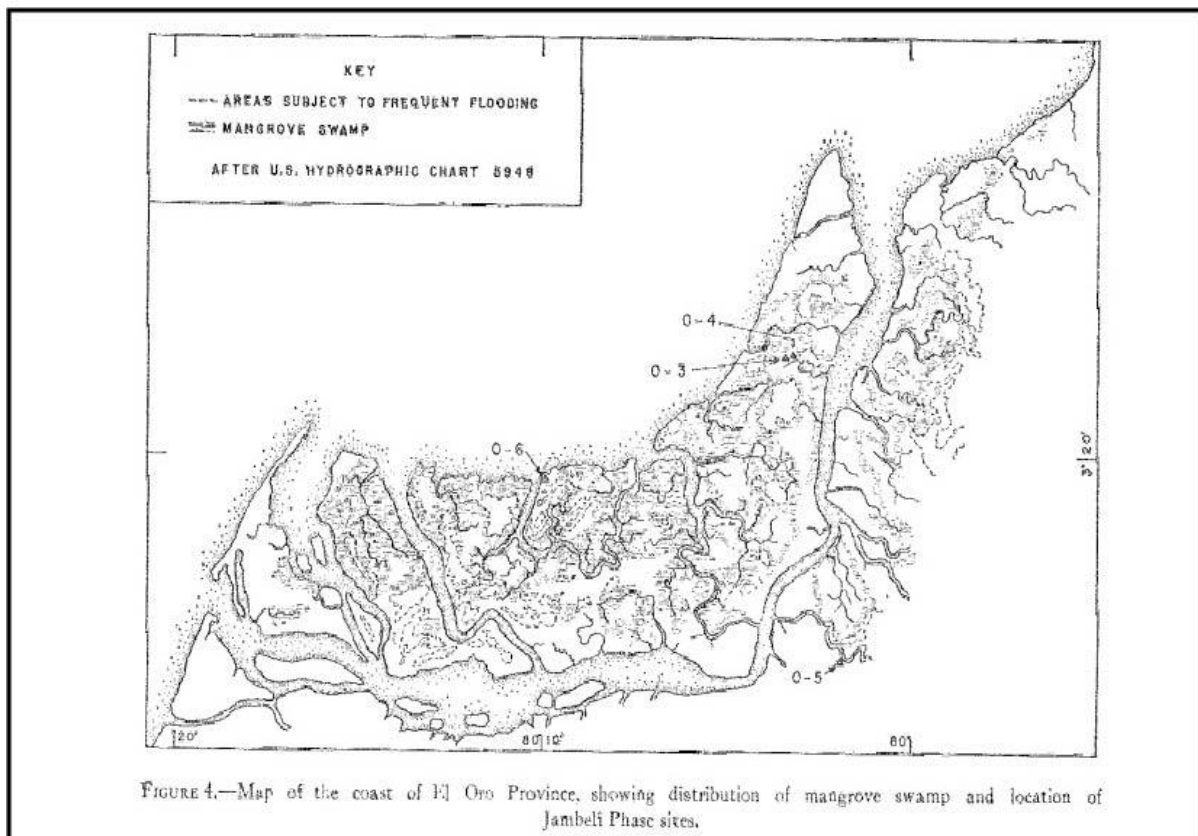 KEY
AREAS SUBJECT TO FREQUENT FLOODING
MANGROVE SWAMP
AFTER U.S. HYDROGRAPHIC CHART 5948
O-4
O-3
O-6
3° 20'
O-5
20'
80 10'
80
FIGURE 4.—Map of the coast of El Oro Province, showing distribution of mangrove swamp and location of
Jambelí Phase sites.